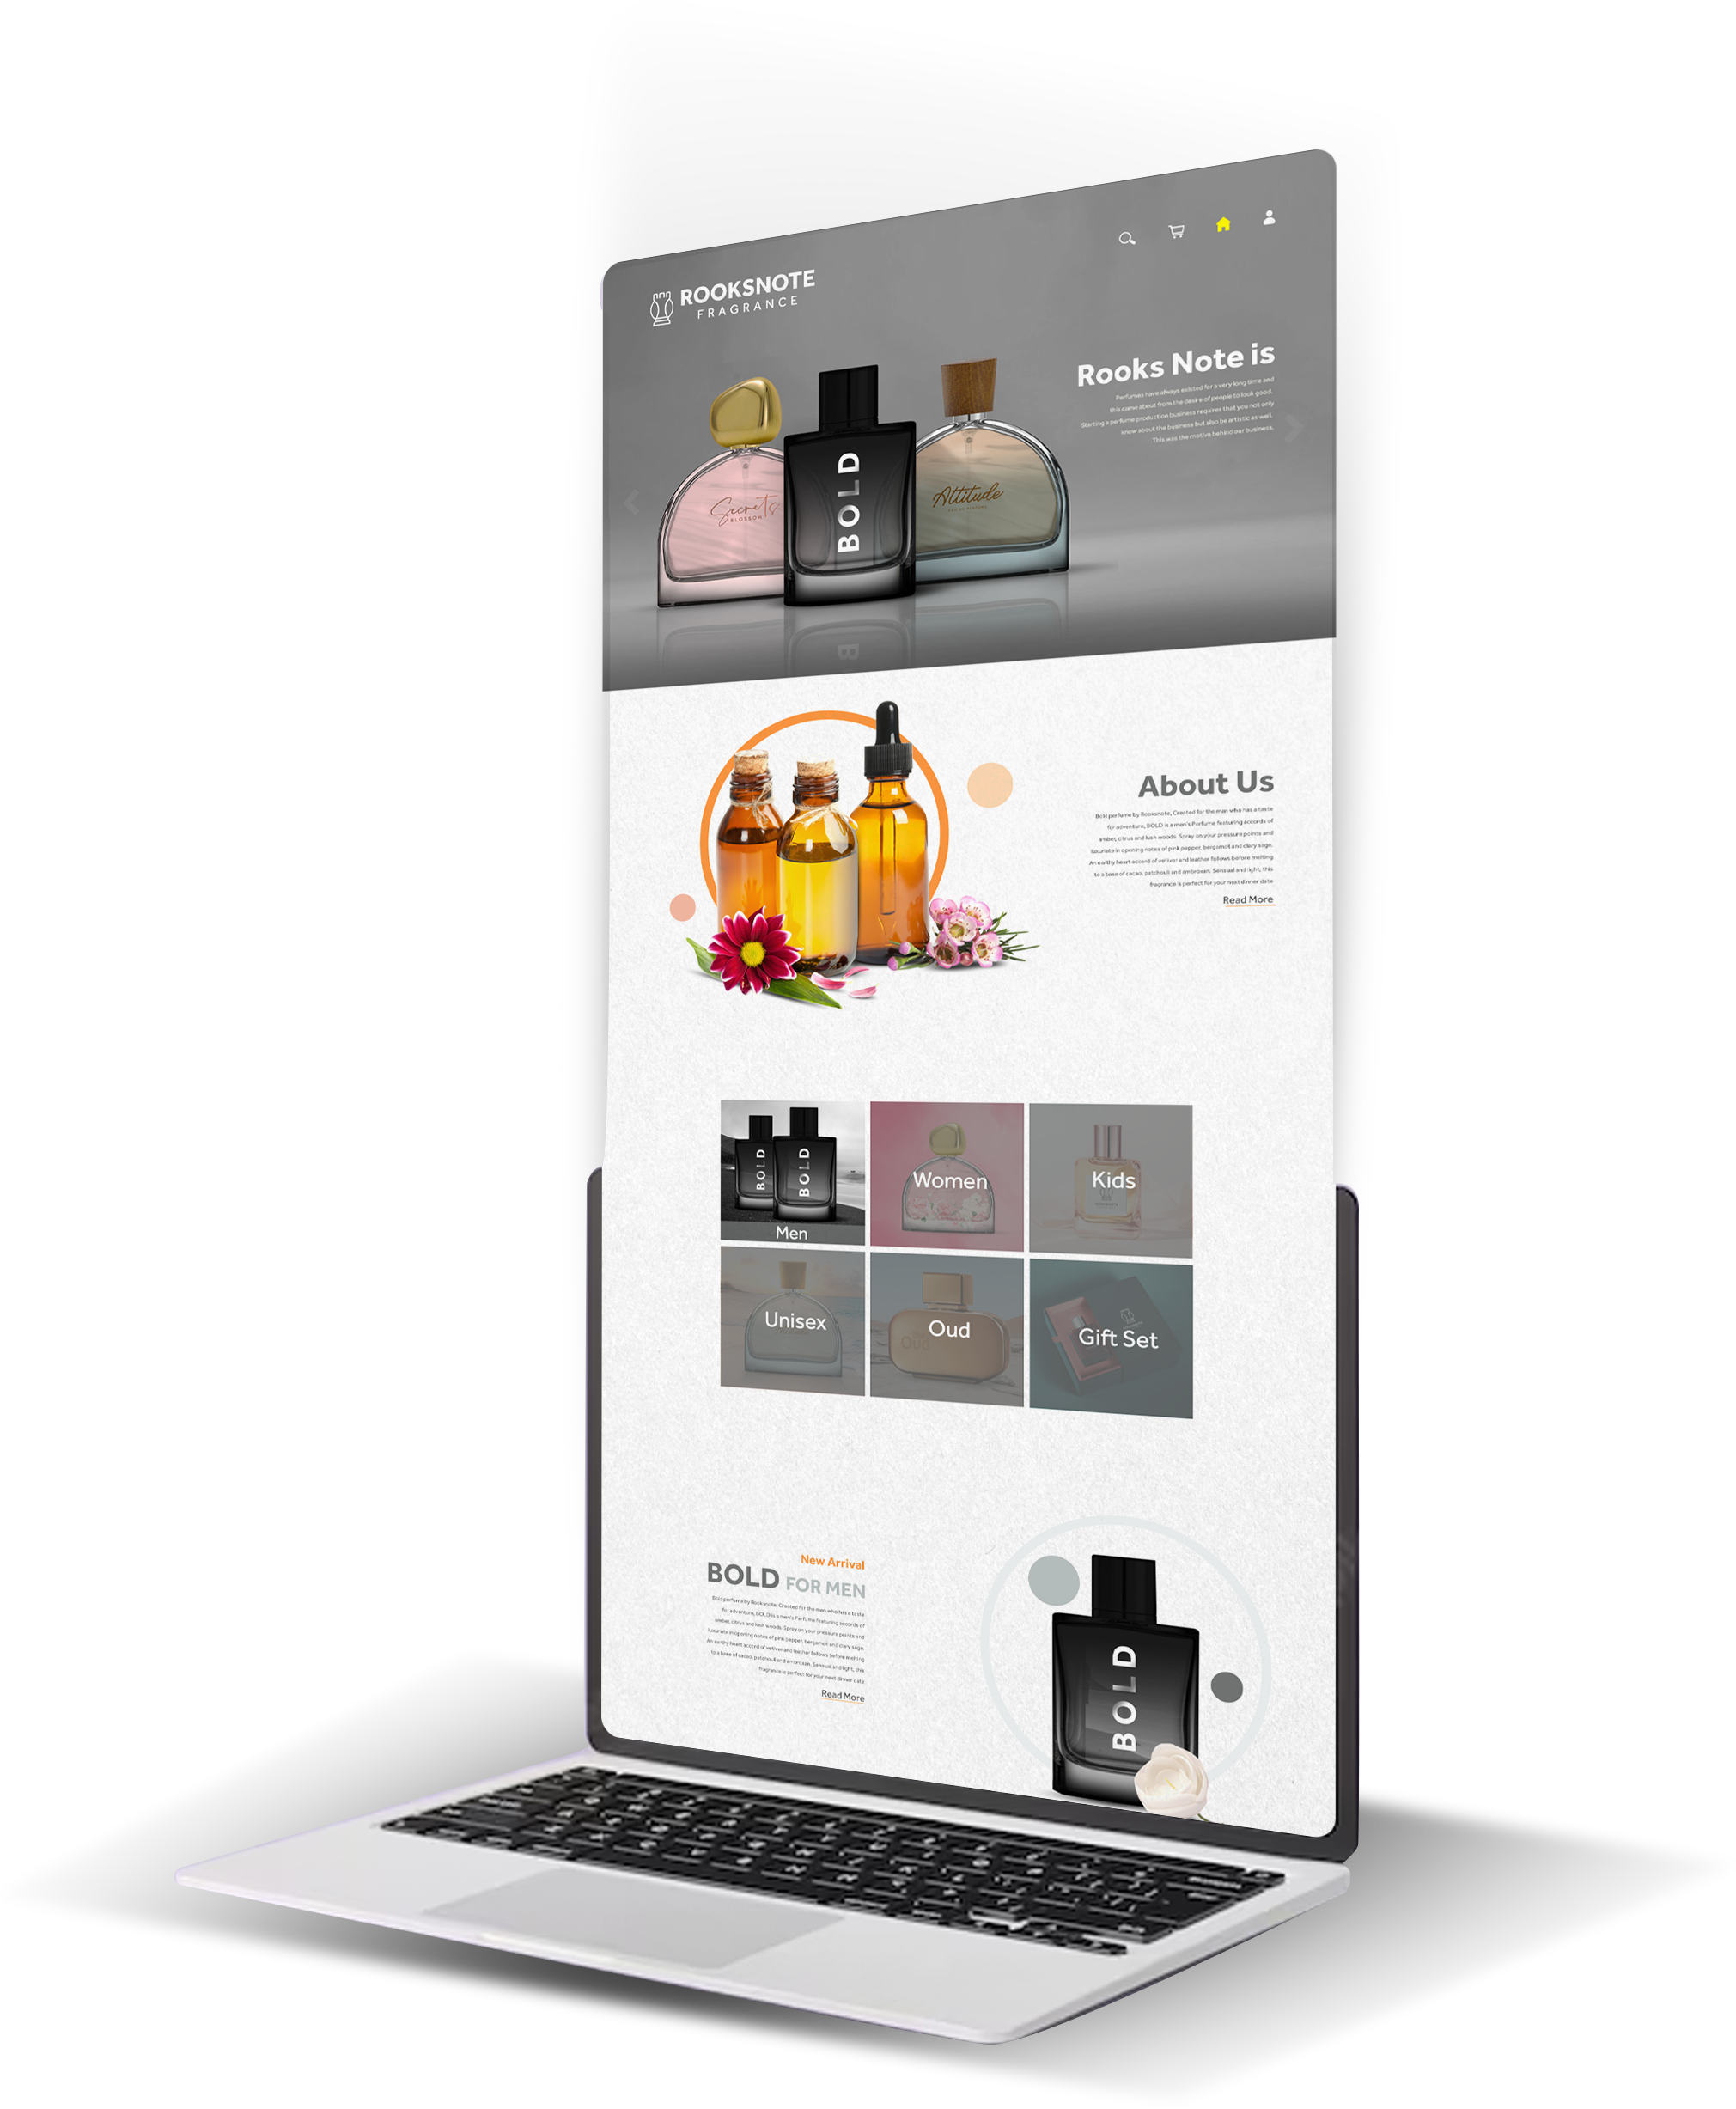 ROOKSNOTE
FRAGRANCE
Rooks Note is
Perfumes have always existed for a very long time and
this came about from the desire of people to look good.
Starting a perfume production business requires that you not only
know about the business but also be artistic as well.
This was the motive behind our business.
Secrets
BLOSSOM
BOLD
Attitude
About Us
Bold perfume by Rooksnote, Created for the man who has a taste
for adventure, BOLD is a men's Perfume featuring accords of
amber, citrus and lush woods. Spray on your pressure points and
luxuriate in opening notes of pink pepper, bergamot and clary sage.
An earthy heart accord of vetiver and leather follows before melting
to a base of cacao, patchouli and ambroxan. Sensual and light, this
fragrance is perfect for your next dinner date
Read More
BOLD
BOLD
Men
Women
Kids
Unisex
Oud
Oud
Gift Set
New Arrival
BOLD FOR MEN
Bold perfume by Rooksnote, Created for the man who has a taste
for adventure, BOLD is a men's Perfume featuring accords of
amber, citrus and lush woods. Spray on your pressure points and
luxuriate in opening notes of pink pepper, bergamot and clary sage.
An earthy heart accord of vetiver and leather follows before melting
to a base of cacao, patchouli and ambroxan. Sensual and light, this
fragrance is perfect for your next dinner date
Read More
BOLD